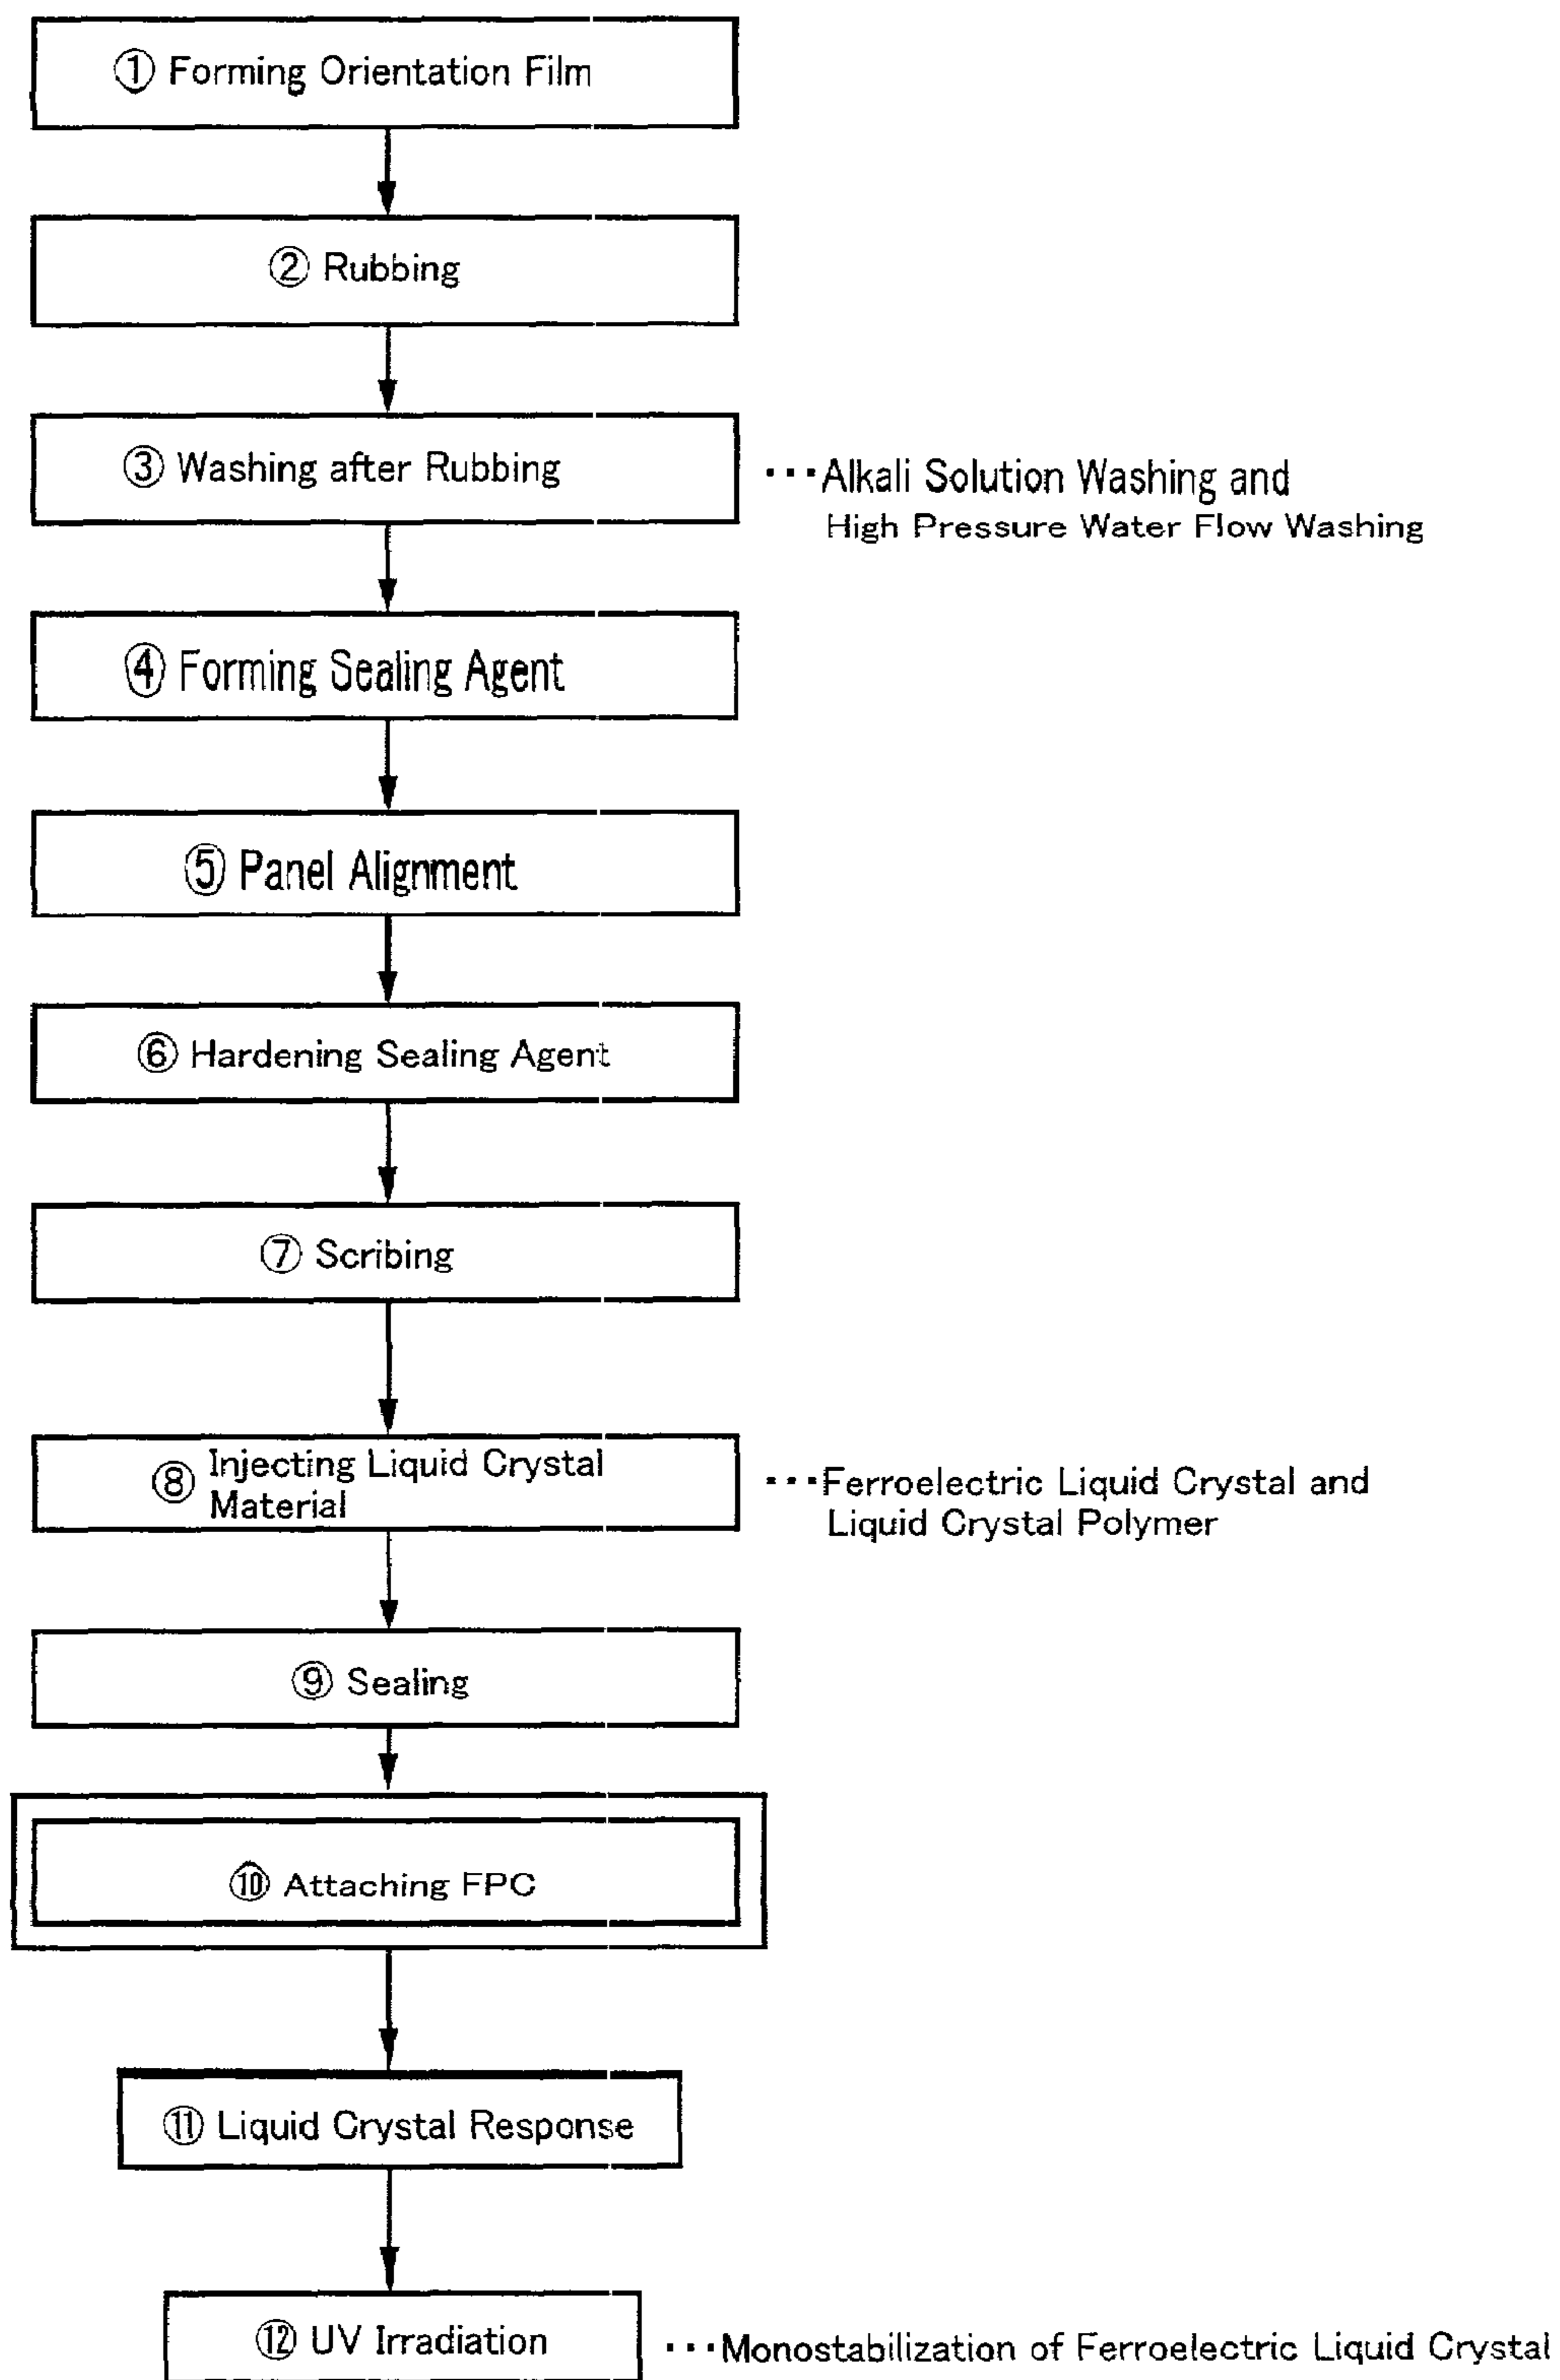 ① Forming Orientation Film
② Rubbing
③ Washing after Rubbing
···Alkali Solution Washing and
High Pressure Water Flow Washing
④ Forming Sealing Agent
⑤ Panel Alignment
⑥ Hardening Sealing Agent
⑦ Scribing
⑧ Injecting Liquid Crystal
Material
···Ferroelectric Liquid Crystal and
Liquid Crystal Polymer
⑨ Sealing
⑩ Attaching FPC
⑪ Liquid Crystal Response
⑫ UV Irradiation
···Monostabilization of Ferroelectric Liquid Crystal